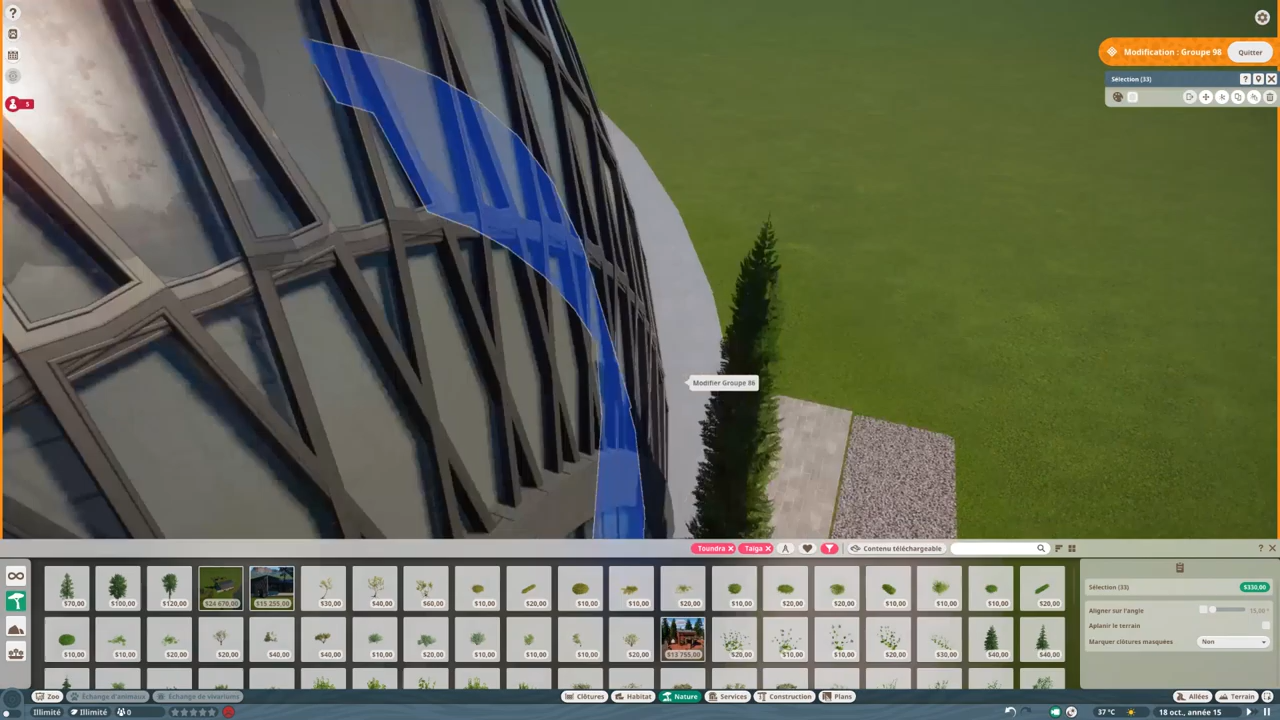 ?
Modification : Groupe 98
Quitter
Sélection (33)
?
5
Modifier Groupe 86
Toundra ×
Taïga ×
Contenu téléchargeable
?
$70,00 $100,00 $120,00 $24 670,00 $15 255,00 $30,00 $40,00 $60,00 $10,00 $20,00 $10,00 $10,00 $20,00 $10,00 $20,00 $20,00 $10,00 $20,00 $10,00 $20,00
$10,00 $10,00 $20,00 $20,00 $40,00 $40,00 $10,00 $20,00 $10,00 $20,00 $10,00 $20,00 $13 755,00 $20,00 $10,00 $10,00 $20,00 $30,00 $40,00 $40,00
Sélection (33)
$330,00
Aligner sur l'angle
15,00°
Aplanir le terrain
Marquer clôtures masquées
Non
Zoo
Échange d'animaux
Échange de vivariums
Clôtures
Habitat
Nature
Services
Construction
Plans
Allées
Terrain
Illimité
Illimité
0
37 °C
18 oct., année 15